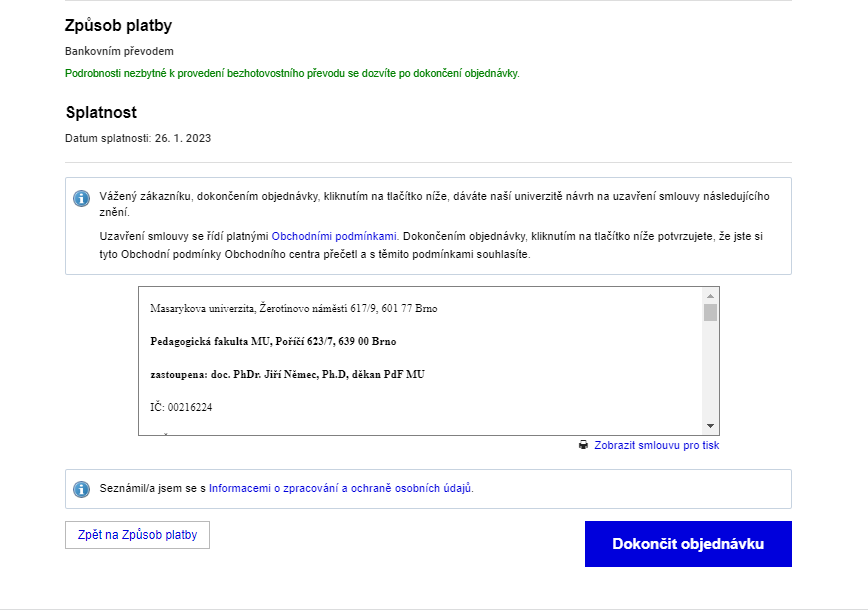 Způsob platby
Bankovním převodem
Podrobnosti nezbytné k provedení bezhotovostního převodu se dozvíte po dokončení objednávky.
Splatnost
Datum splatnosti: 26. 1. 2023
Vážený zákazníku, dokončením objednávky, kliknutím na tlačítko níže, dáváte naší univerzitě návrh na uzavření smlouvy následujícího
znění.
Uzavření smlouvy se řídí platnými Obchodními podmínkami. Dokončením objednávky, kliknutím na tlačítko níže potvrzujete, že jste si
tyto Obchodní podmínky Obchodního centra přečetl a s těmito podmínkami souhlasíte.
Masarykova univerzita, Žerotínovo náměstí 617/9, 601 77 Brno
Pedagogická fakulta MU, Poříčí 623/7, 639 00 Brno
zastoupena: doc. PhDr. Jiří Němec, Ph.D, děkan PdF MU
IČ: 00216224
Zobrazit smlouvu pro tisk
Seznámil/a jsem se s Informacemi o zpracování a ochraně osobních údajů.
Zpět na Způsob platby
Dokončit objednávku